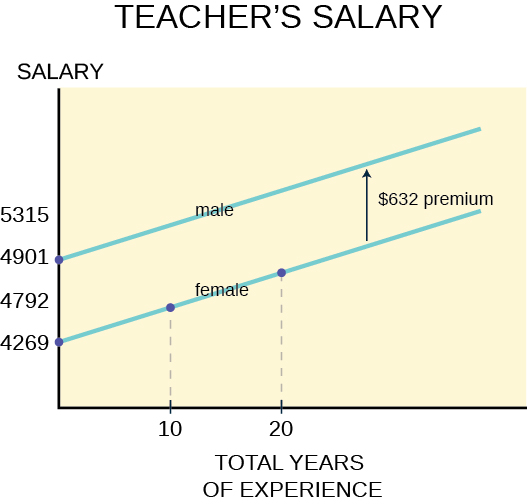 TEACHER’S SALARY
SALARY
5315
male
$632 premium
4901
female
4792
4269
10
20
TOTAL YEARS
OF EXPERIENCE